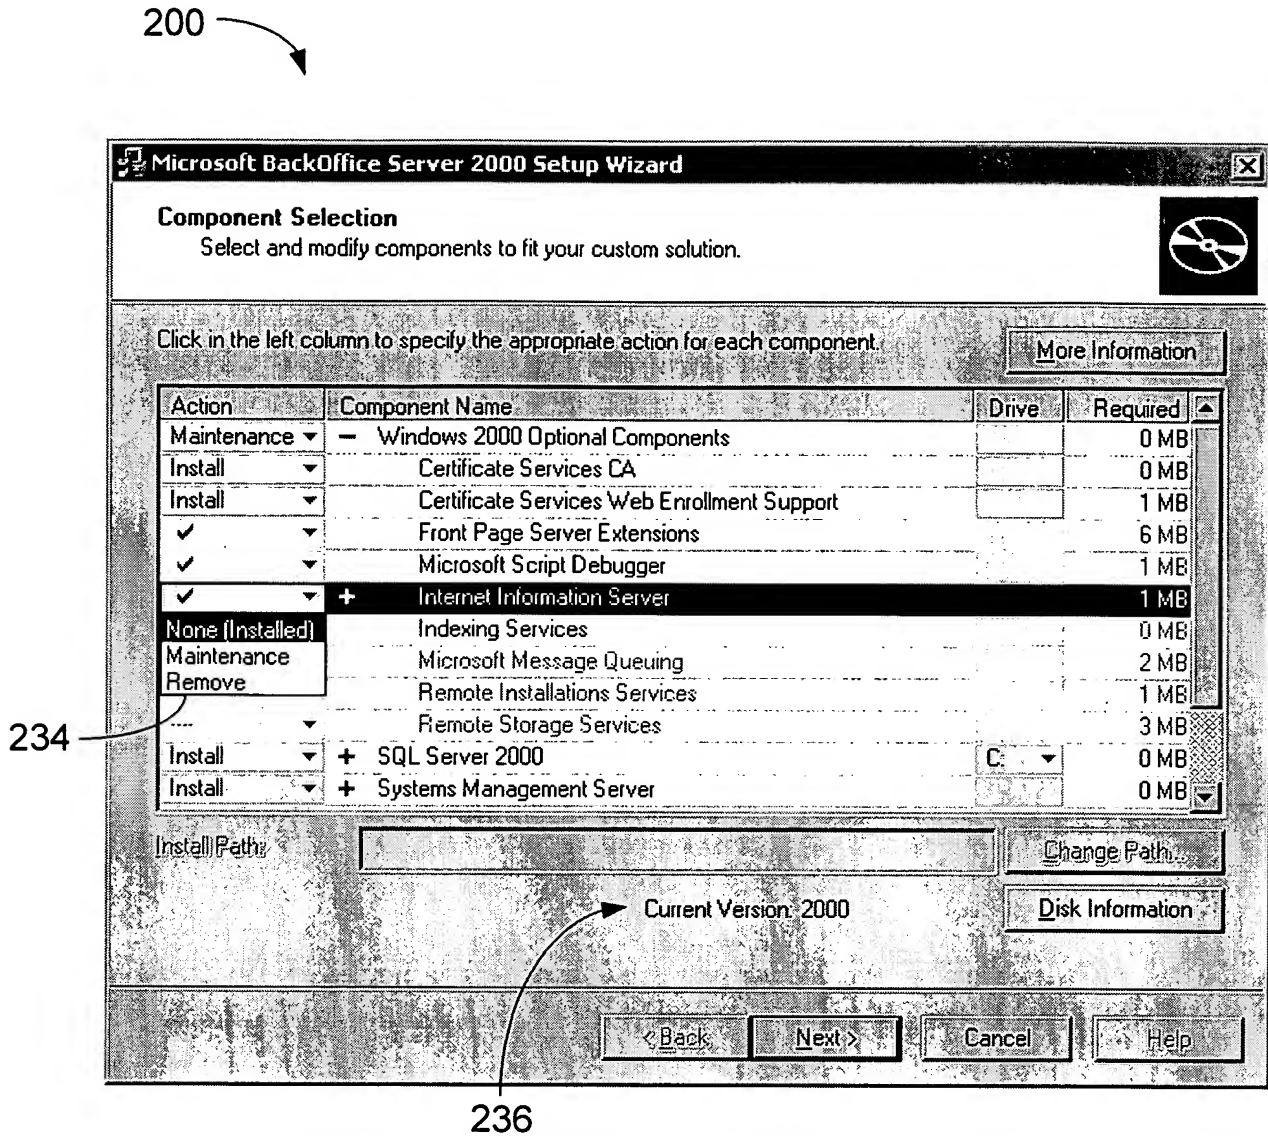 200
Microsoft BackOffice Server 2000 Setup Wizard
Component Selection
Select and modify components to fit your custom solution.
Click in the left column to specify the appropriate action for each component.
More Information
Action Component Name Drive Required
Maintenance − Windows 2000 Optional Components 0 MB
Install Certificate Services CA 0 MB
Install Certificate Services Web Enrollment Support 1 MB
✓ Front Page Server Extensions 6 MB
✓ Microsoft Script Debugger 1 MB
✓ + Internet Information Server 1 MB
None (Installed) Indexing Services 0 MB
Maintenance Microsoft Message Queuing 2 MB
Remove Remote Installations Services 1 MB
234
--- Remote Storage Services 3 MB
Install + SQL Server 2000 C: 0 MB
Install + Systems Management Server 0 MB
Install Path:
Change Path...
Current Version: 2000
Disk Information
< Back
Next >
Cancel
Help
236